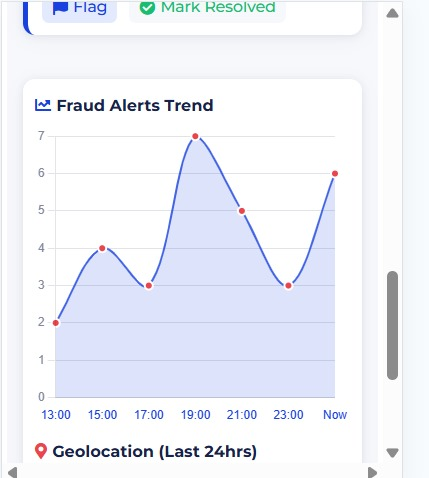 Flag Mark Resolved
Fraud Alerts Trend
7
6
5
4
3
2
1
0
13:00 15:00 17:00 19:00 21:00 23:00 Now
Geolocation (Last 24hrs)